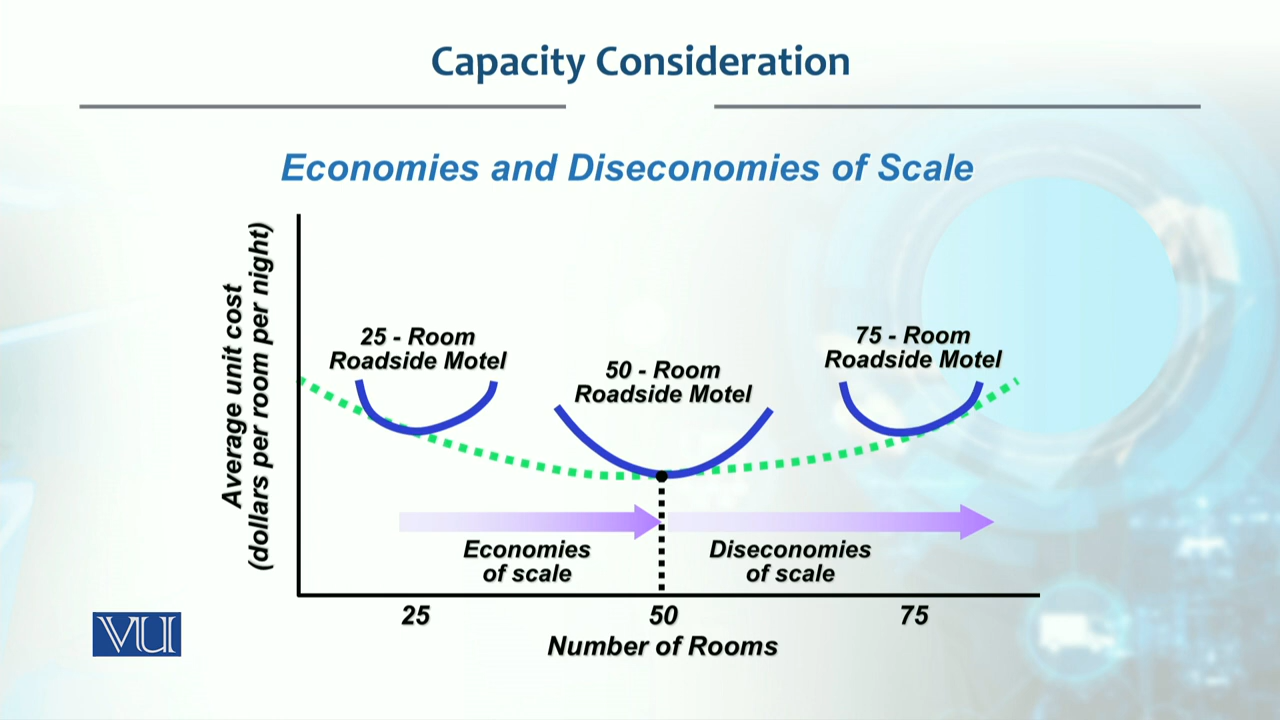 Capacity Consideration
Economies and Diseconomies of Scale
Average unit cost
(dollars per room per night)
25 - Room
Roadside Motel
50 - Room
Roadside Motel
75 - Room
Roadside Motel
Economies
of scale
Diseconomies
of scale
25 50 75
Number of Rooms
VU